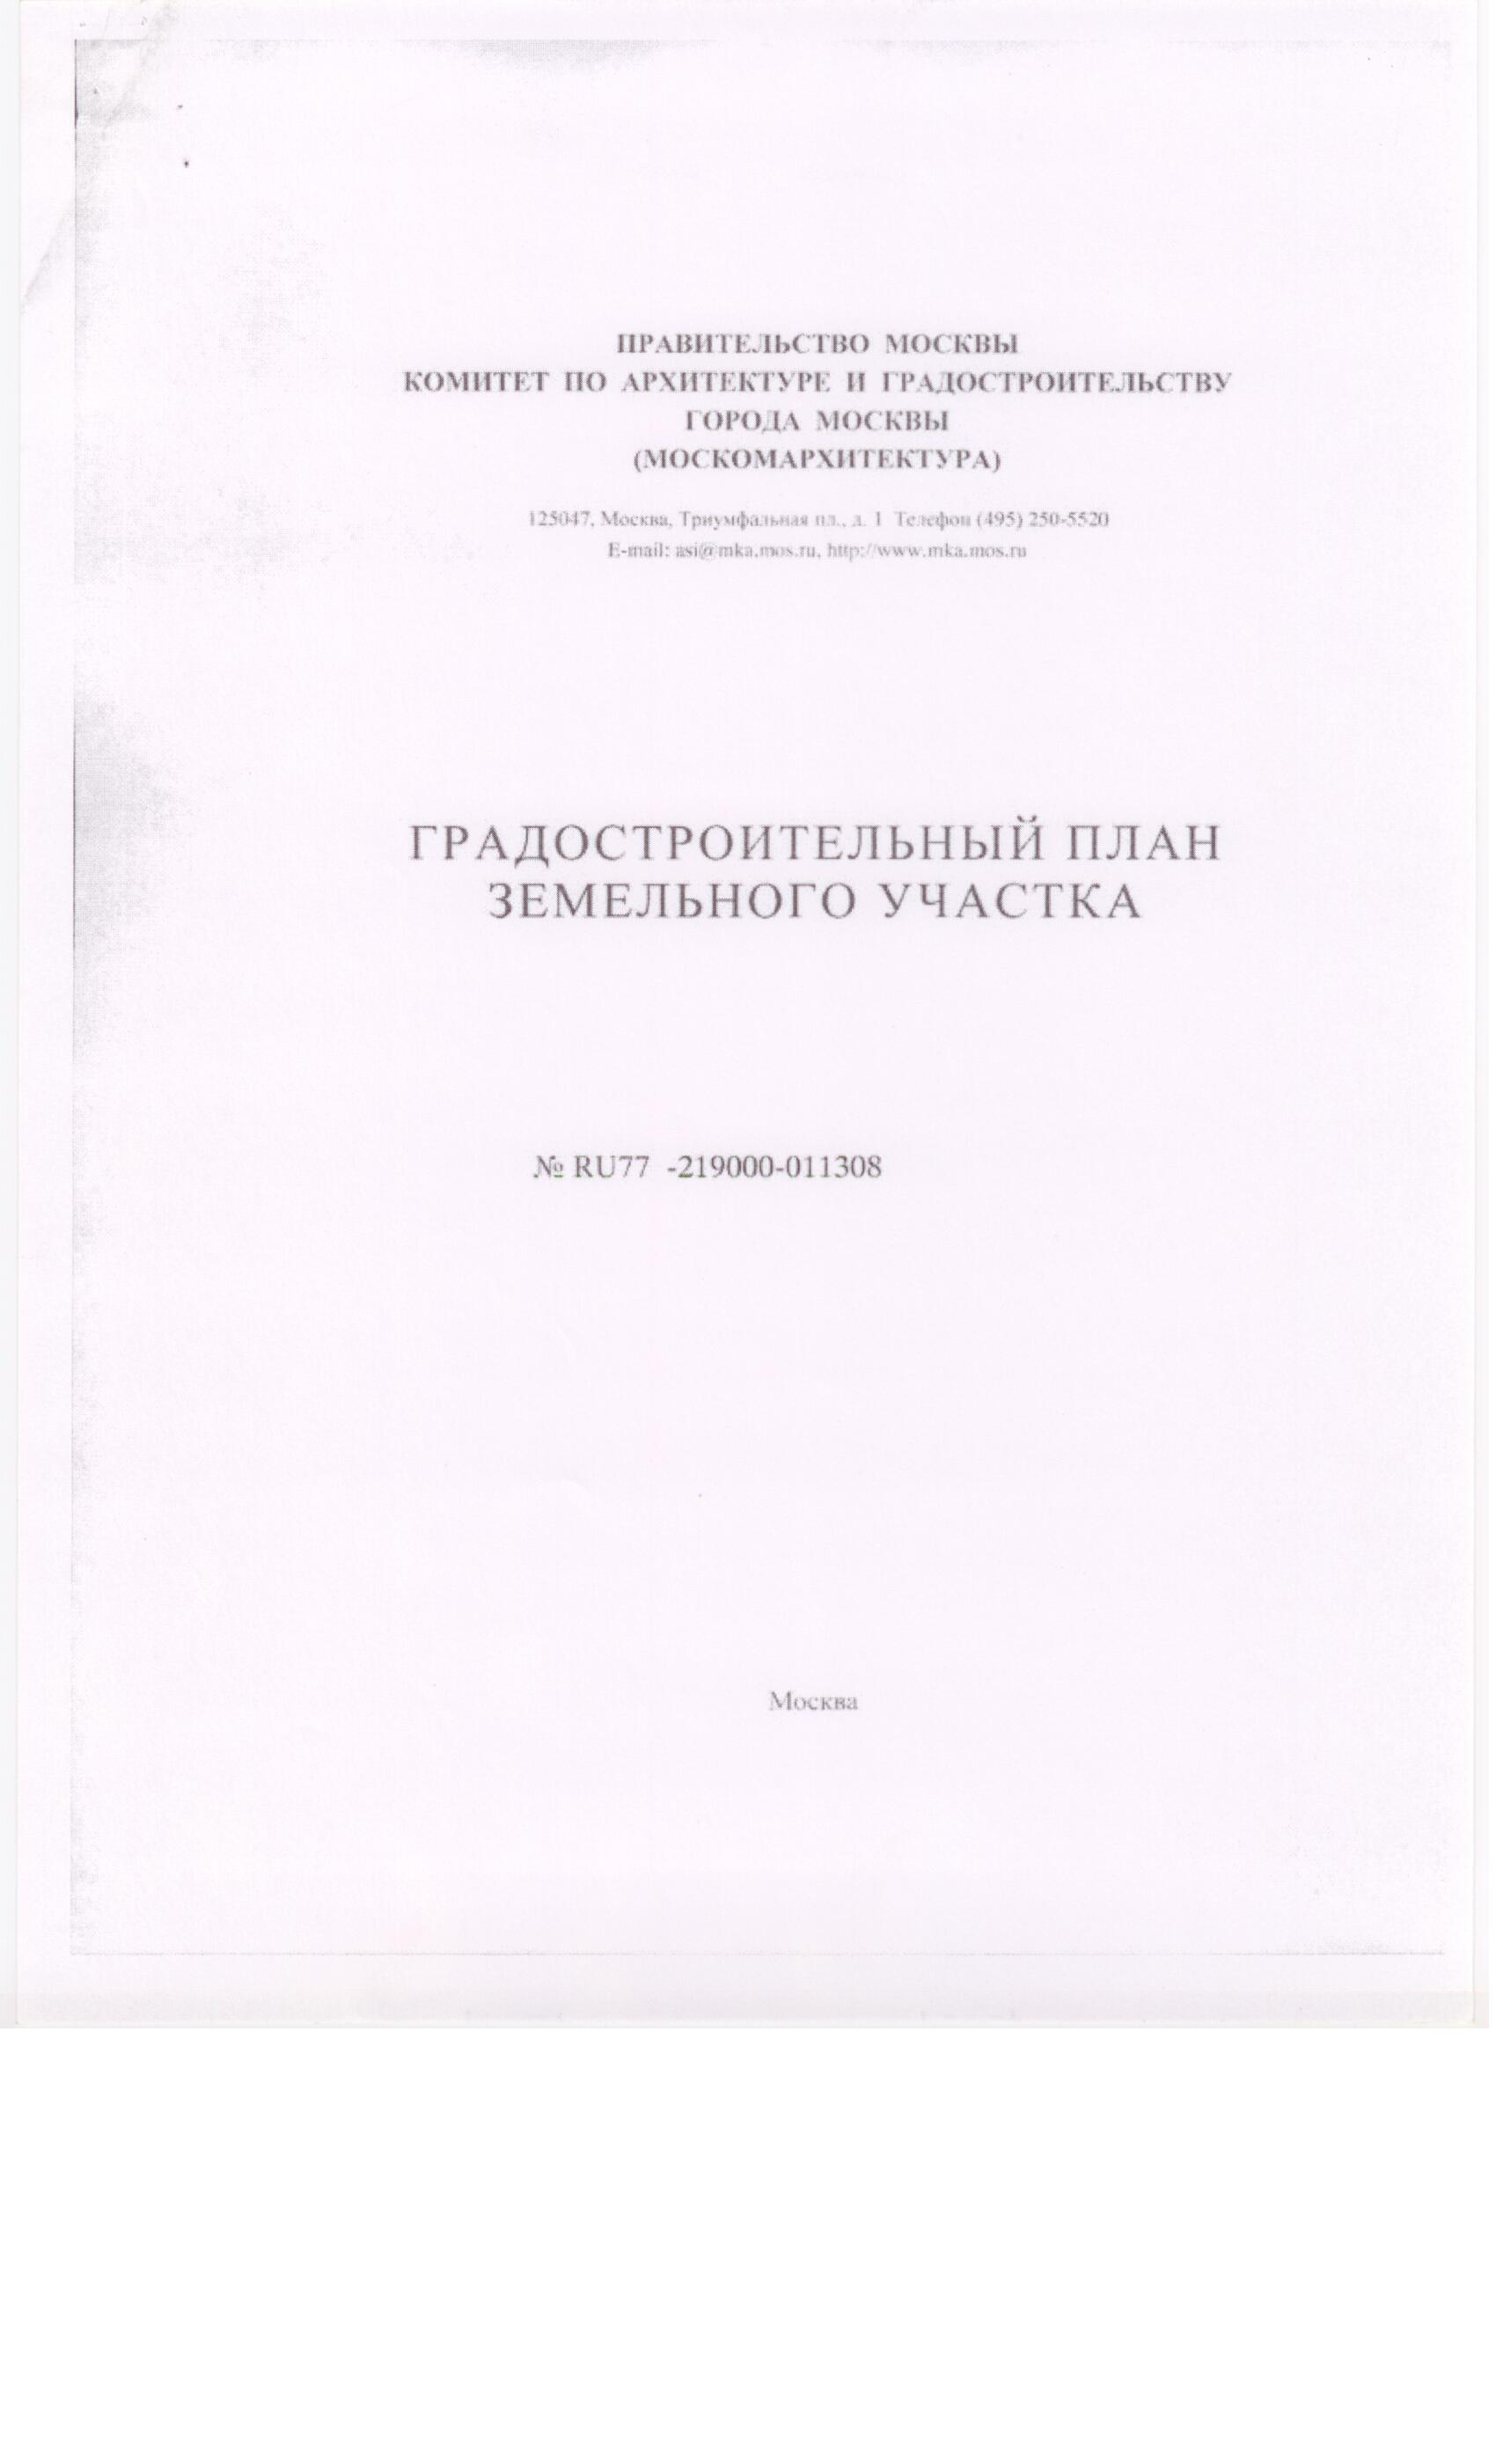 ПРАВИТЕЛЬСТВО МОСКВЫ
КОМИТЕТ ПО АРХИТЕКТУРЕ И ГРАДОСТРОИТЕЛЬСТВУ
ГОРОДА МОСКВЫ
(МОСКОМАРХИТЕКТУРА)
125047, Москва, Триумфальная пл., д. 1 Телефон (495) 250-5520
E-mail: asi@mka.mos.ru, http://www.mka.mos.ru
ГРАДОСТРОИТЕЛЬНЫЙ ПЛАН
ЗЕМЕЛЬНОГО УЧАСТКА
№ RU77 -219000-011308
Москва